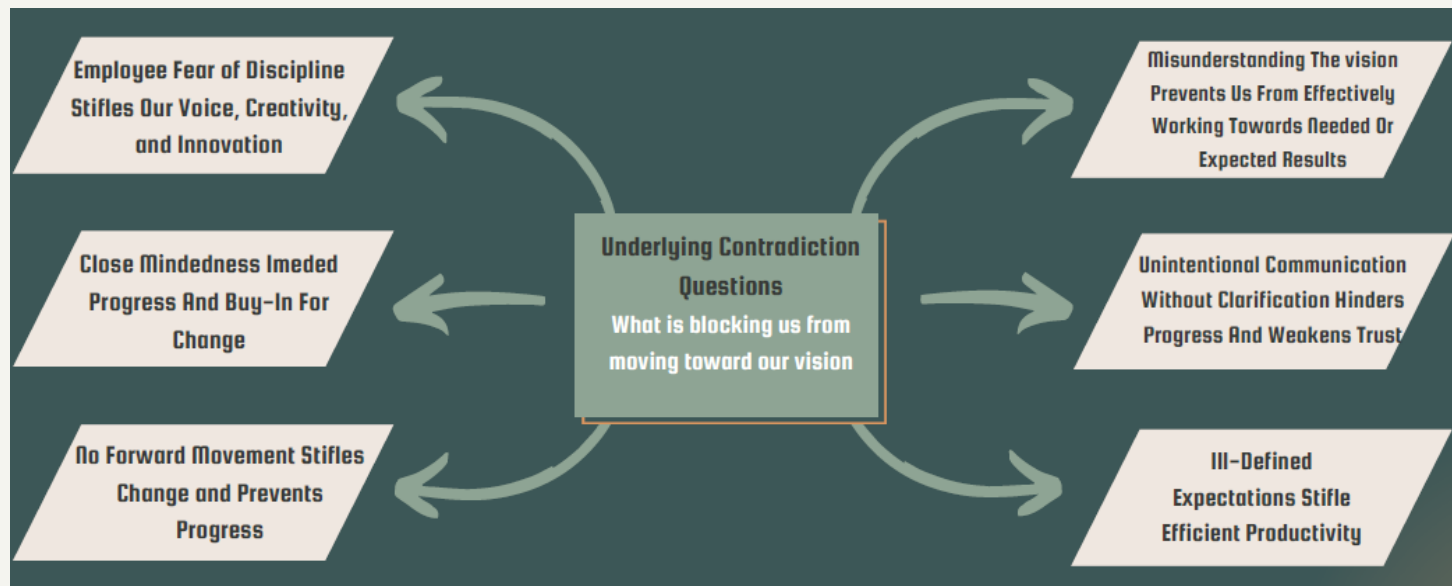 Employee Fear of Discipline
Stifles Our Voice, Creativity,
and Innovation
Close Mindedness Imeded
Progress And Buy-In For
Change
No Forward Movement Stifles
Change and Prevents
Progress
Underlying Contradiction
Questions
What is blocking us from
moving toward our vision
Misunderstanding The vision
Prevents Us From Effectively
Working Towards Needed Or
Expected Results
Unintentional Communication
Without Clarification Hinders
Progress And Weakens Trust
Ill-Defined
Expectations Stifle
Efficient Productivity